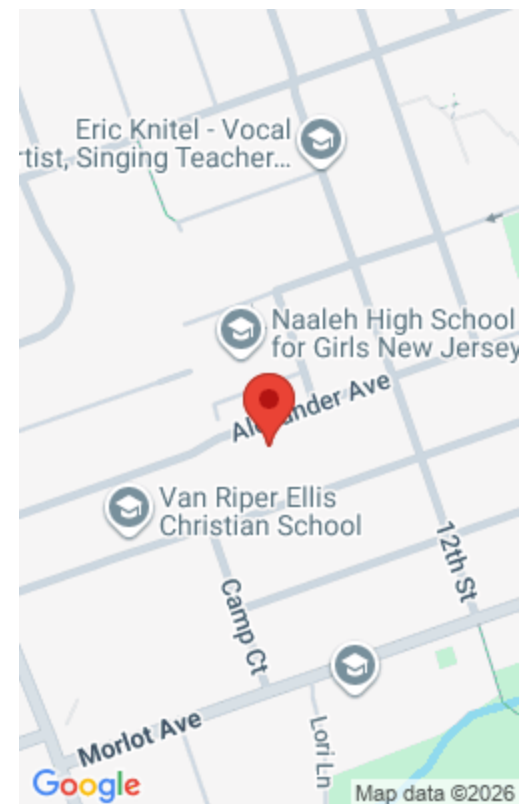 Eric Knitel - Vocal
tist, Singing Teacher...
Naaleh High School
for Girls New Jersey
Alexander Ave
Van Riper Ellis
Christian School
12th St
Camp Ct
Morlot Ave
Lori Ln
Google
Map data ©2026